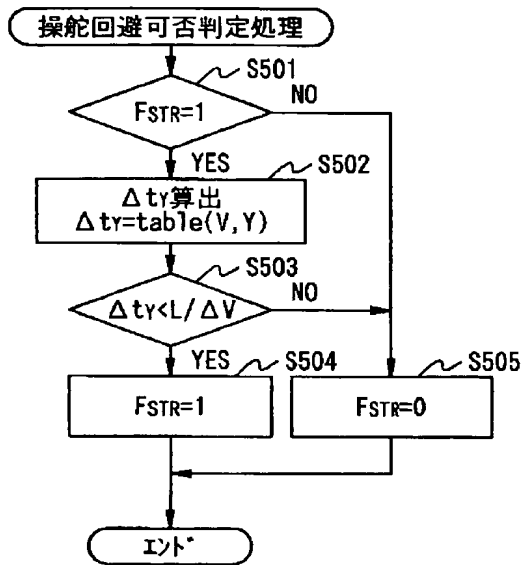 操舵回避可否判定処理
S501
FSTR=1
NO
YES
S502
ΔtY算出
ΔtY=table(V,Y)
S503
ΔtY<L/ΔV
NO
YES
S504
S505
FSTR=1
FSTR=0
エンド